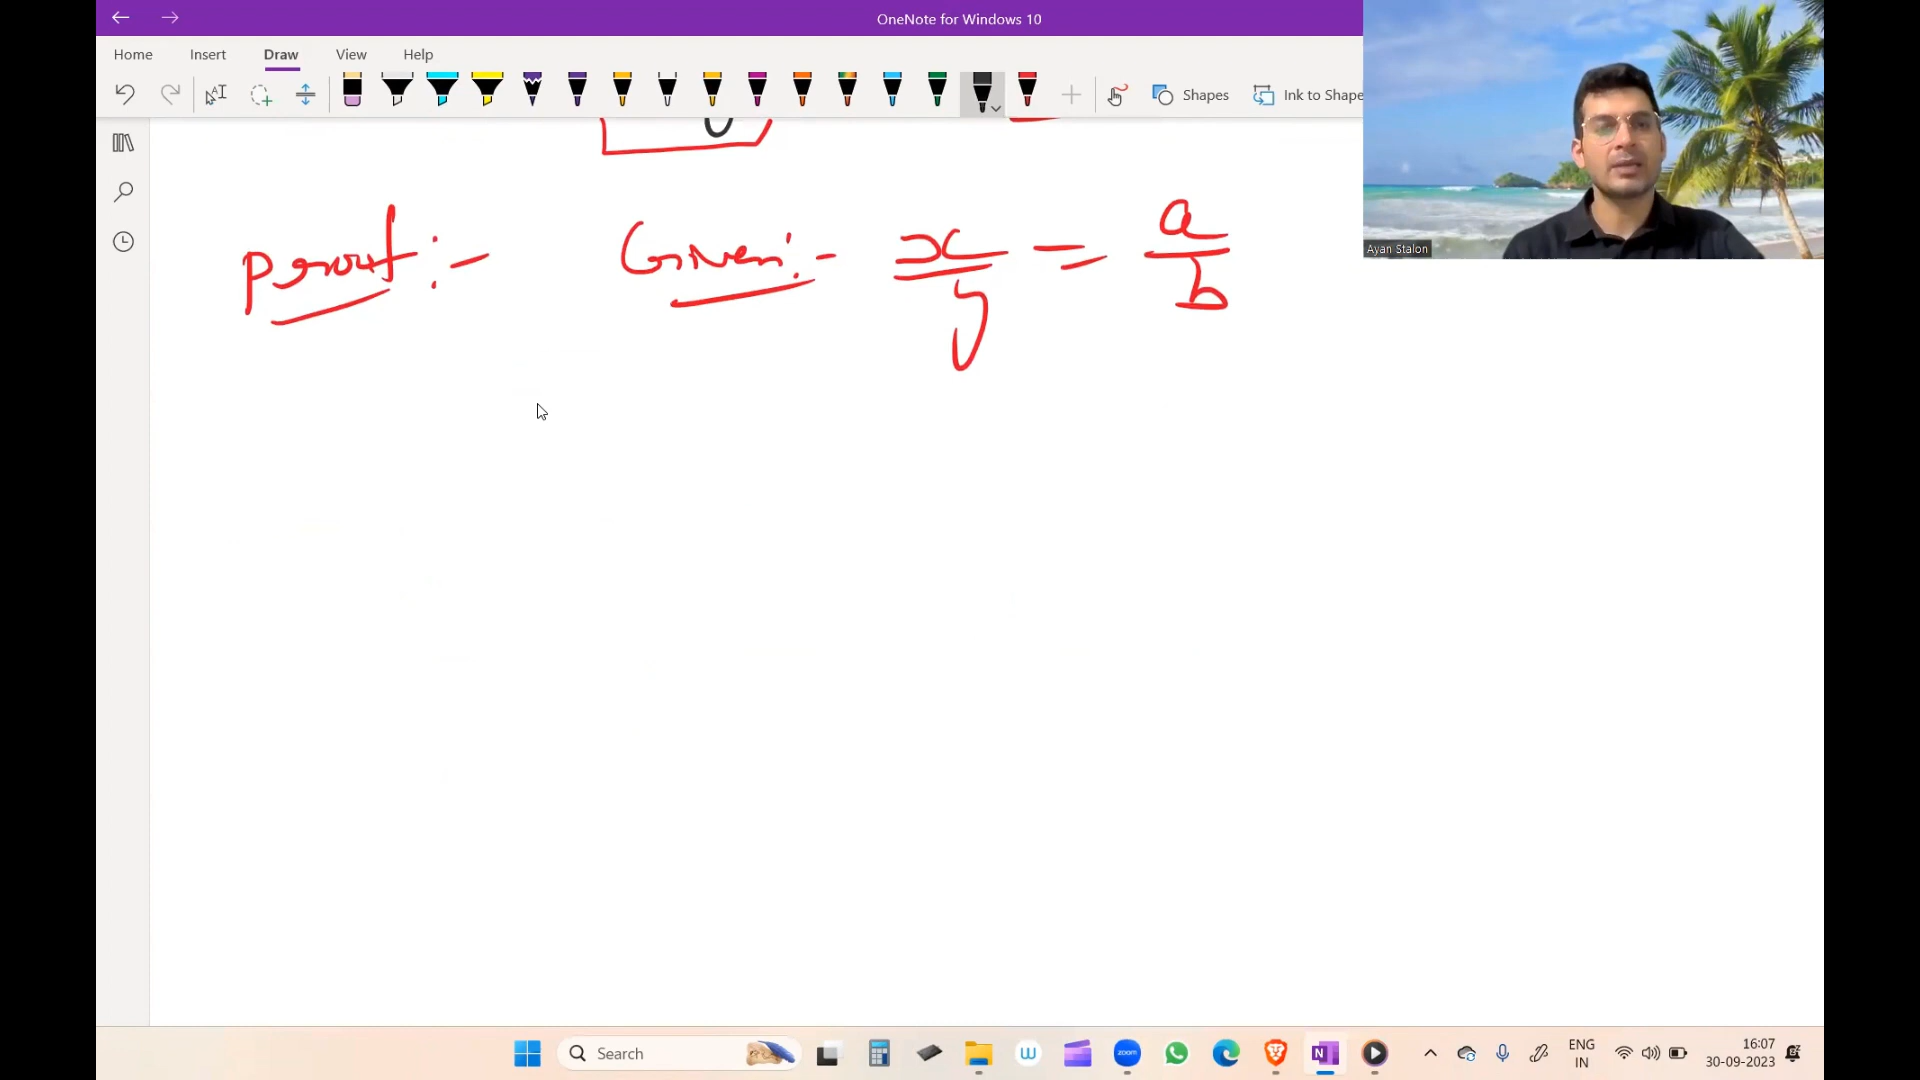 OneNote for Windows 10
Home Insert Draw View Help
Shapes Ink to Shape
Ayan Stalon
Proof:- Given:- x/y = a/b
Search
zoom
W
N
ENG
IN
16:07
30-09-2023